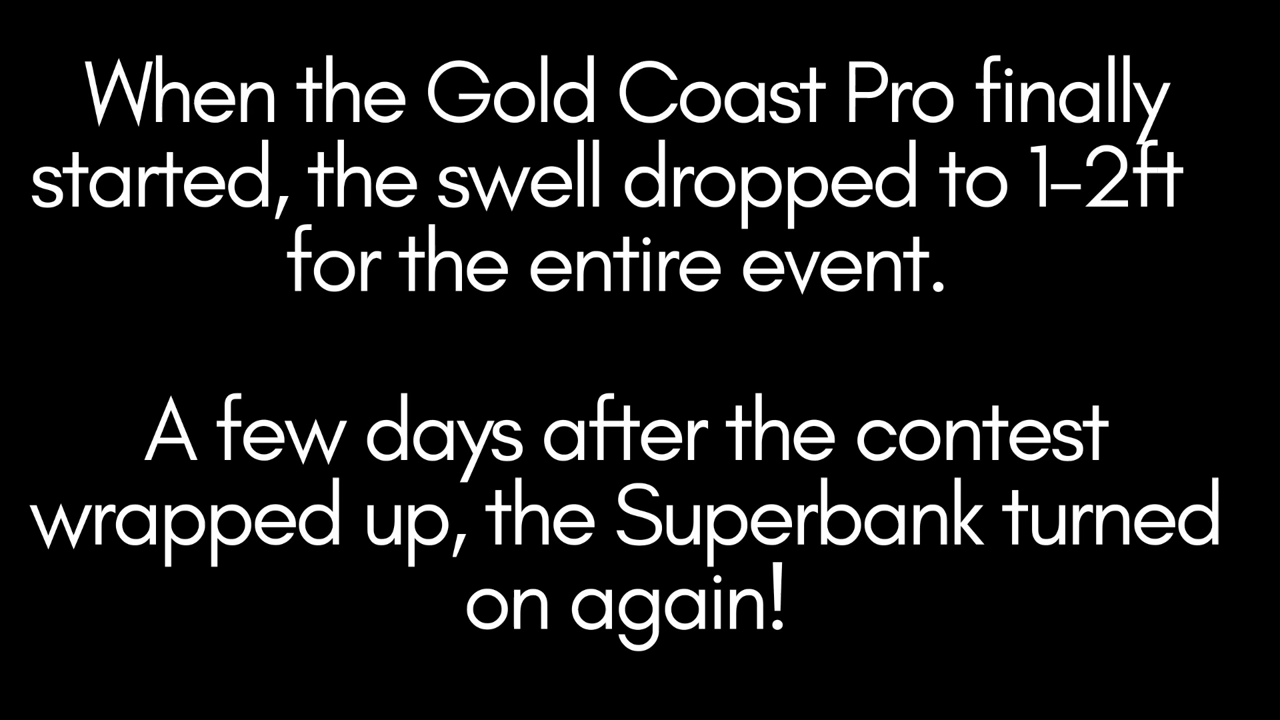 When the Gold Coast Pro finally
started, the swell dropped to 1-2ft
for the entire event.
A few days after the contest
wrapped up, the Superbank turned
on again!